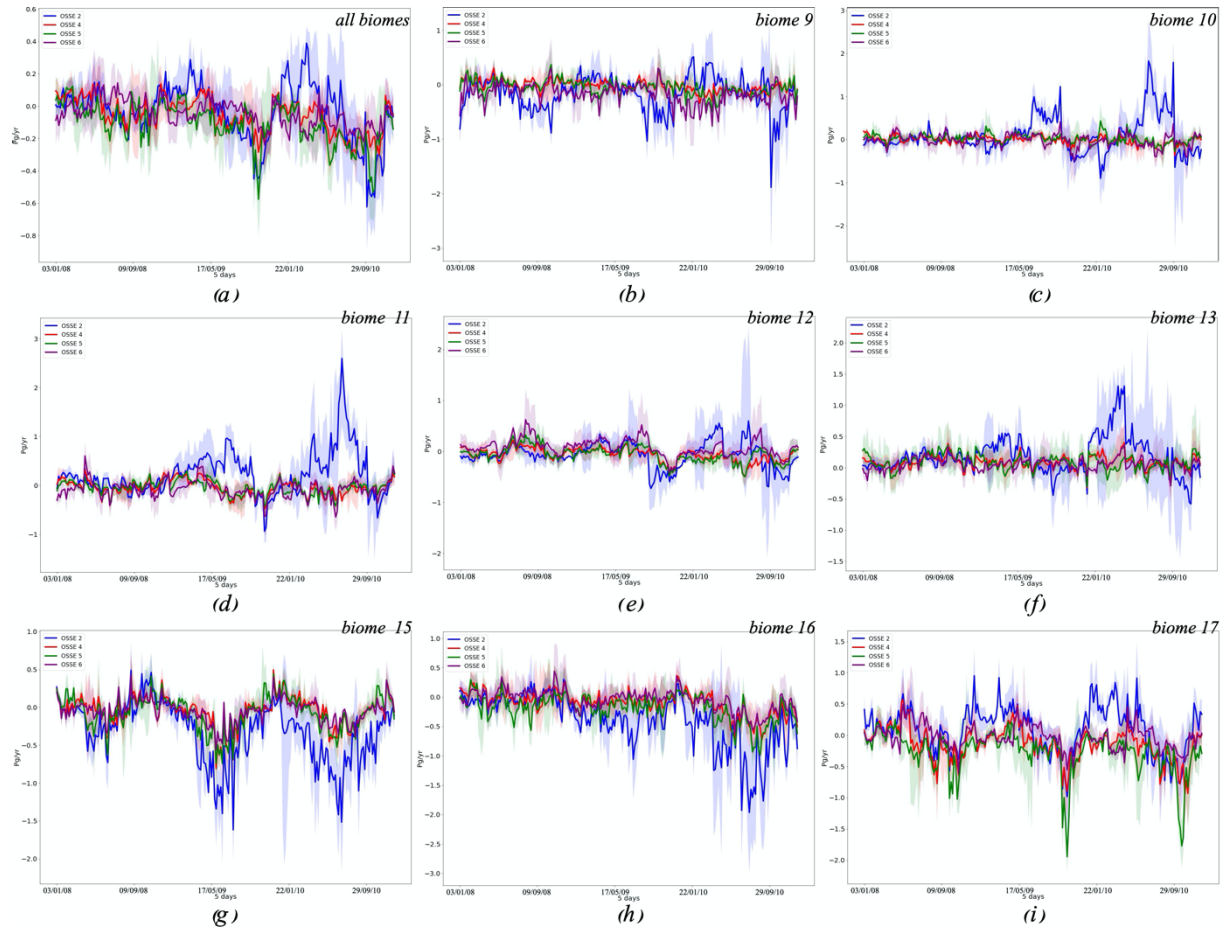 all biomes
OSSE 2
OSSE 4
OSSE 5
OSSE 6
0.6
0.4
0.2
0.0
−0.2
−0.4
−0.6
−0.8
Pg/yr
03/01/08 09/09/08 17/05/09 22/01/10 29/09/10
5 days
(a)
biome 9
OSSE 2
OSSE 4
OSSE 5
OSSE 6
1
0
−1
−2
−3
Pg/yr
03/01/08 09/09/08 17/05/09 22/01/10 29/09/10
5 days
(b)
biome 10
OSSE 2
OSSE 4
OSSE 5
OSSE 6
3
2
1
0
−1
−2
Pg/yr
03/01/08 09/09/08 17/05/09 22/01/10 29/09/10
5 days
(c)
biome 11
OSSE 2
OSSE 4
OSSE 5
OSSE 6
3
2
1
0
−1
Pg/yr
03/01/08 09/09/08 17/05/09 22/01/10 29/09/10
5 days
(d)
biome 12
OSSE 2
OSSE 4
OSSE 5
OSSE 6
2
1
0
−1
−2
Pg/yr
03/01/08 09/09/08 17/05/09 22/01/10 29/09/10
5 days
(e)
biome 13
OSSE 2
OSSE 4
OSSE 5
OSSE 6
2.0
1.5
1.0
0.5
0.0
−0.5
−1.0
−1.5
Pg/yr
03/01/08 09/09/08 17/05/09 22/01/10 29/09/10
5 days
(f)
biome 15
OSSE 2
OSSE 4
OSSE 5
OSSE 6
1.0
0.5
0.0
−0.5
−1.0
−1.5
−2.0
Pg/yr
03/01/08 09/09/08 17/05/09 22/01/10 29/09/10
5 days
(g)
biome 16
OSSE 2
OSSE 4
OSSE 5
OSSE 6
1.0
0.5
0.0
−0.5
−1.0
−1.5
−2.0
−2.5
−3.0
Pg/yr
03/01/08 09/09/08 17/05/09 22/01/10 29/09/10
5 days
(h)
biome 17
OSSE 2
OSSE 4
OSSE 5
OSSE 6
1.5
1.0
0.5
0.0
−0.5
−1.0
−1.5
−2.0
Pg/yr
03/01/08 09/09/08 17/05/09 22/01/10 29/09/10
5 days
(i)